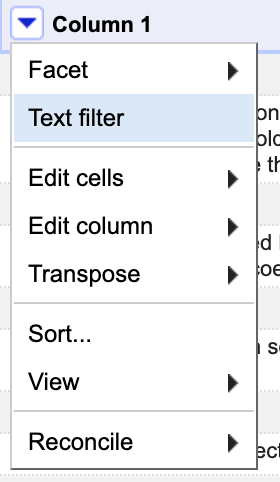 Column 1
Facet
Text filter
Edit cells
Edit column
Transpose
Sort...
View
Reconcile